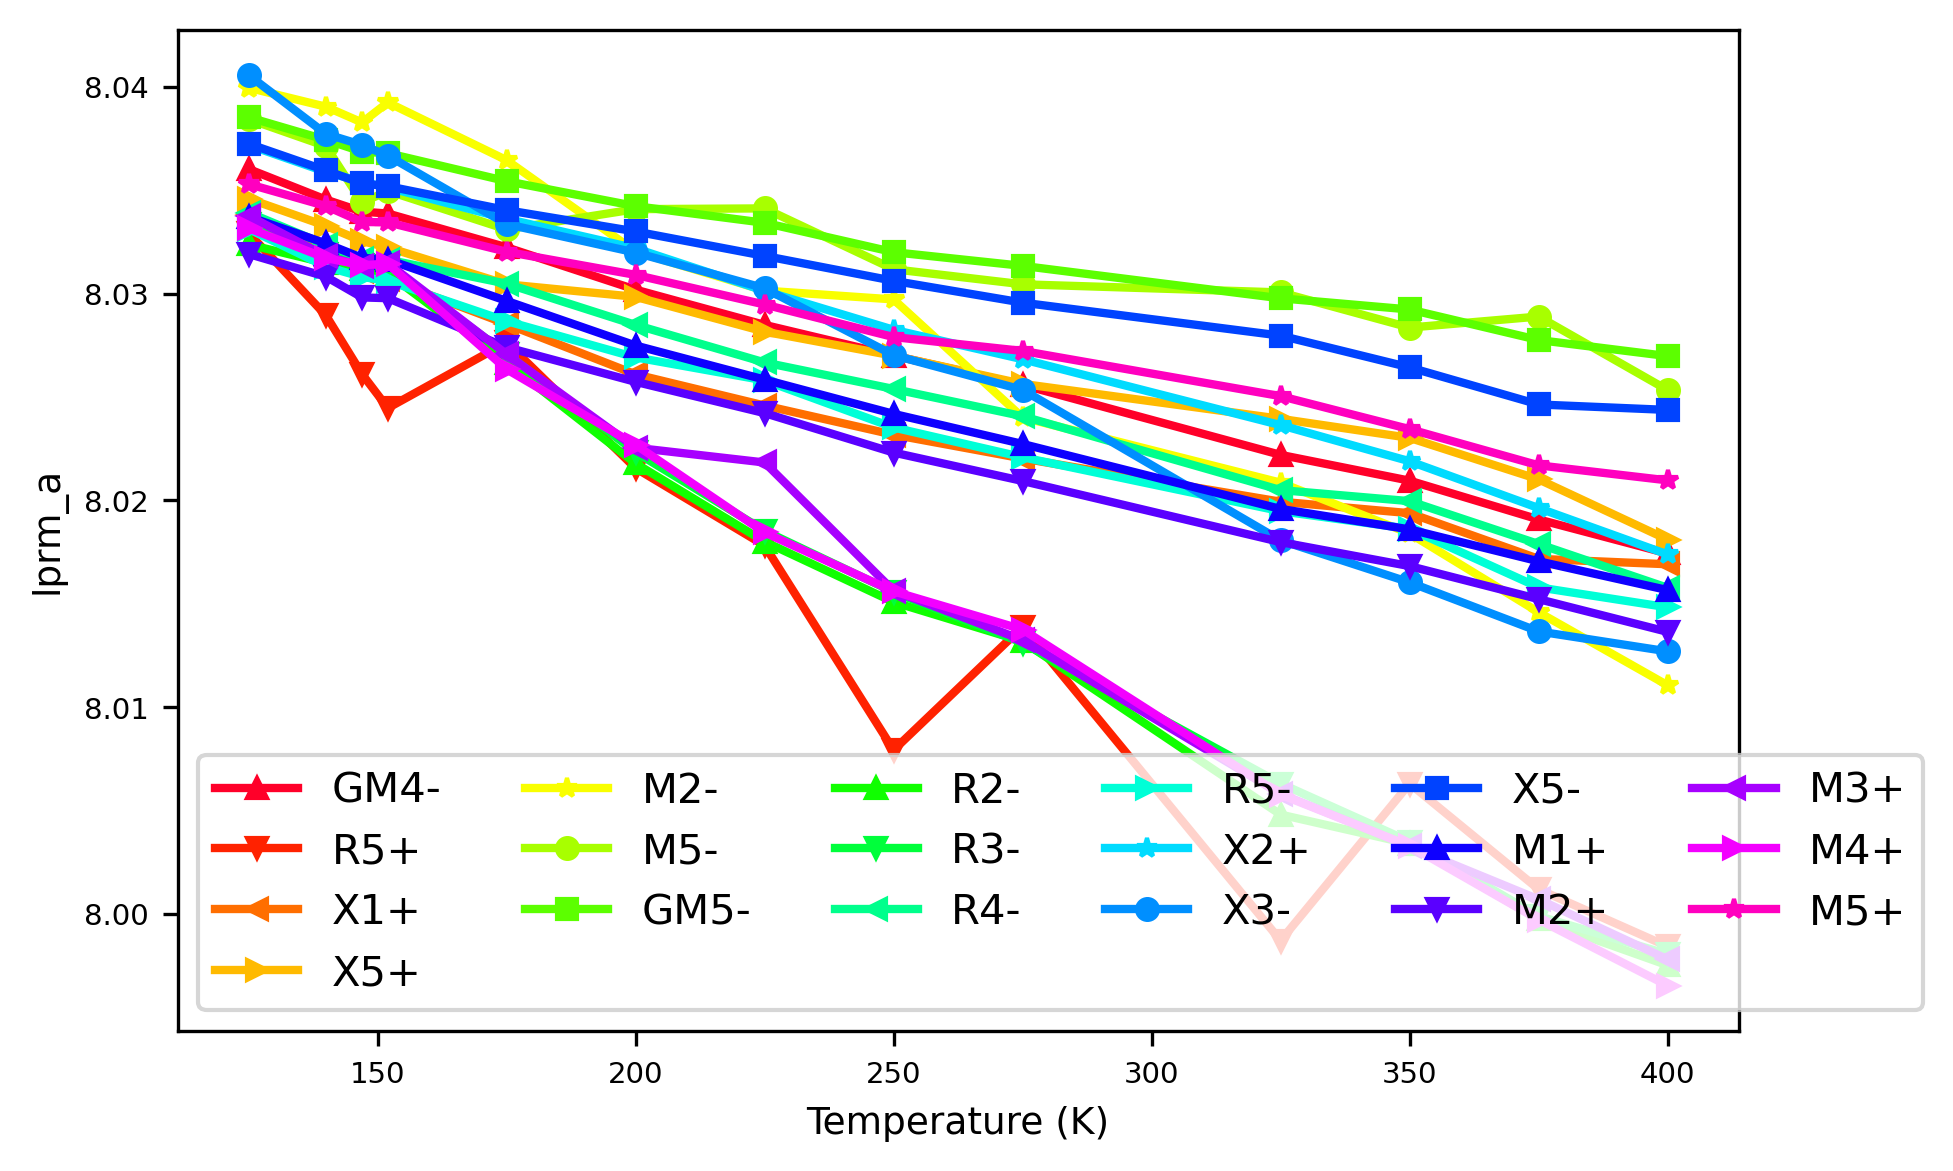 8.04
8.03
8.02
8.01
8.00
lprm_a
GM4- M2- R2- R5- X5- M3+
R5+ M5- R3- X2+ M1+ M4+
X1+ GM5- R4- X3- M2+ M5+
X5+
150 200 250 300 350 400
Temperature (K)